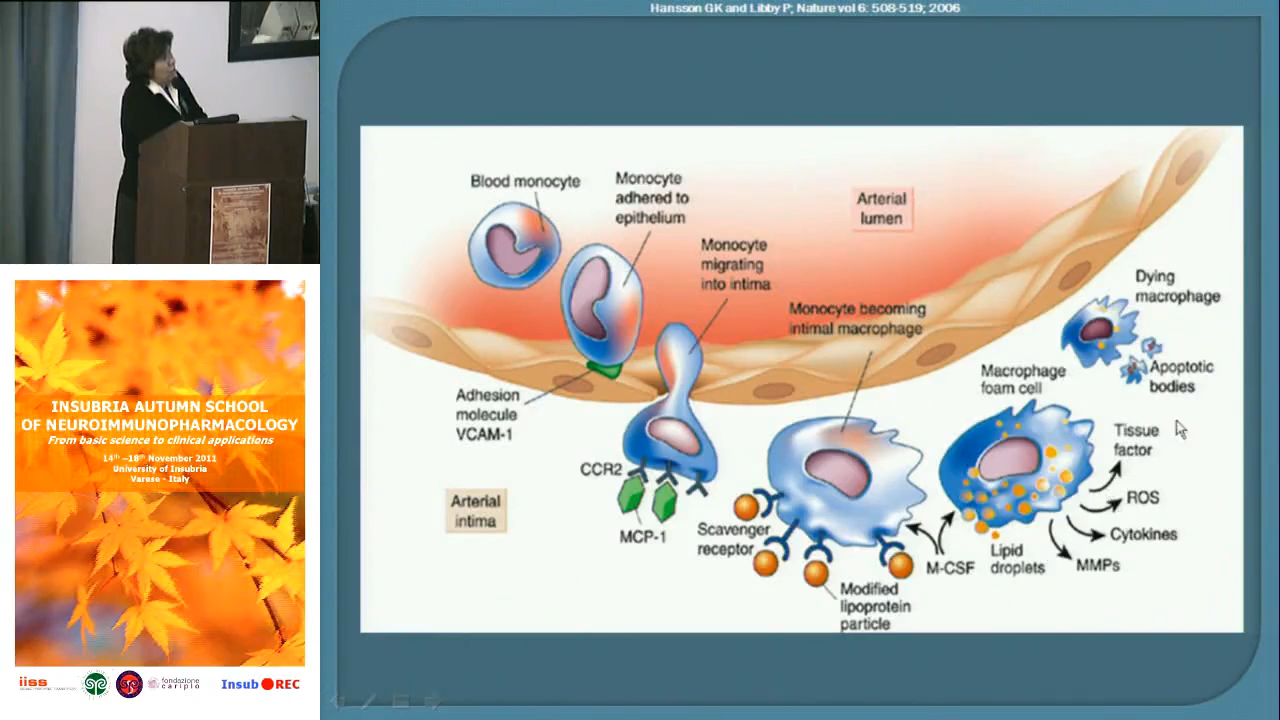 Hansson GK and Libby P; Nature vol 6: 508-519; 2006
Blood monocyte
Monocyte
adhered to
epithelium
Monocyte
migrating
into intima
Arterial
lumen
Monocyte becoming
intimal macrophage
Dying
macrophage
Apoptotic
bodies
Macrophage
foam cell
Adhesion
molecule
VCAM-1
CCR2
MCP-1
Arterial
intima
Scavenger
receptor
Modified
lipoprotein
particle
M-CSF
Lipid
droplets
Tissue
factor
ROS
Cytokines
MMPs
INSUBRIA AUTUMN SCHOOL
OF NEUROIMMUNOPHARMACOLOGY
From basic science to clinical applications
14th –18th November 2011
University of Insubria
Varese - Italy
iiss
fondazione
cariplo
Insub REC